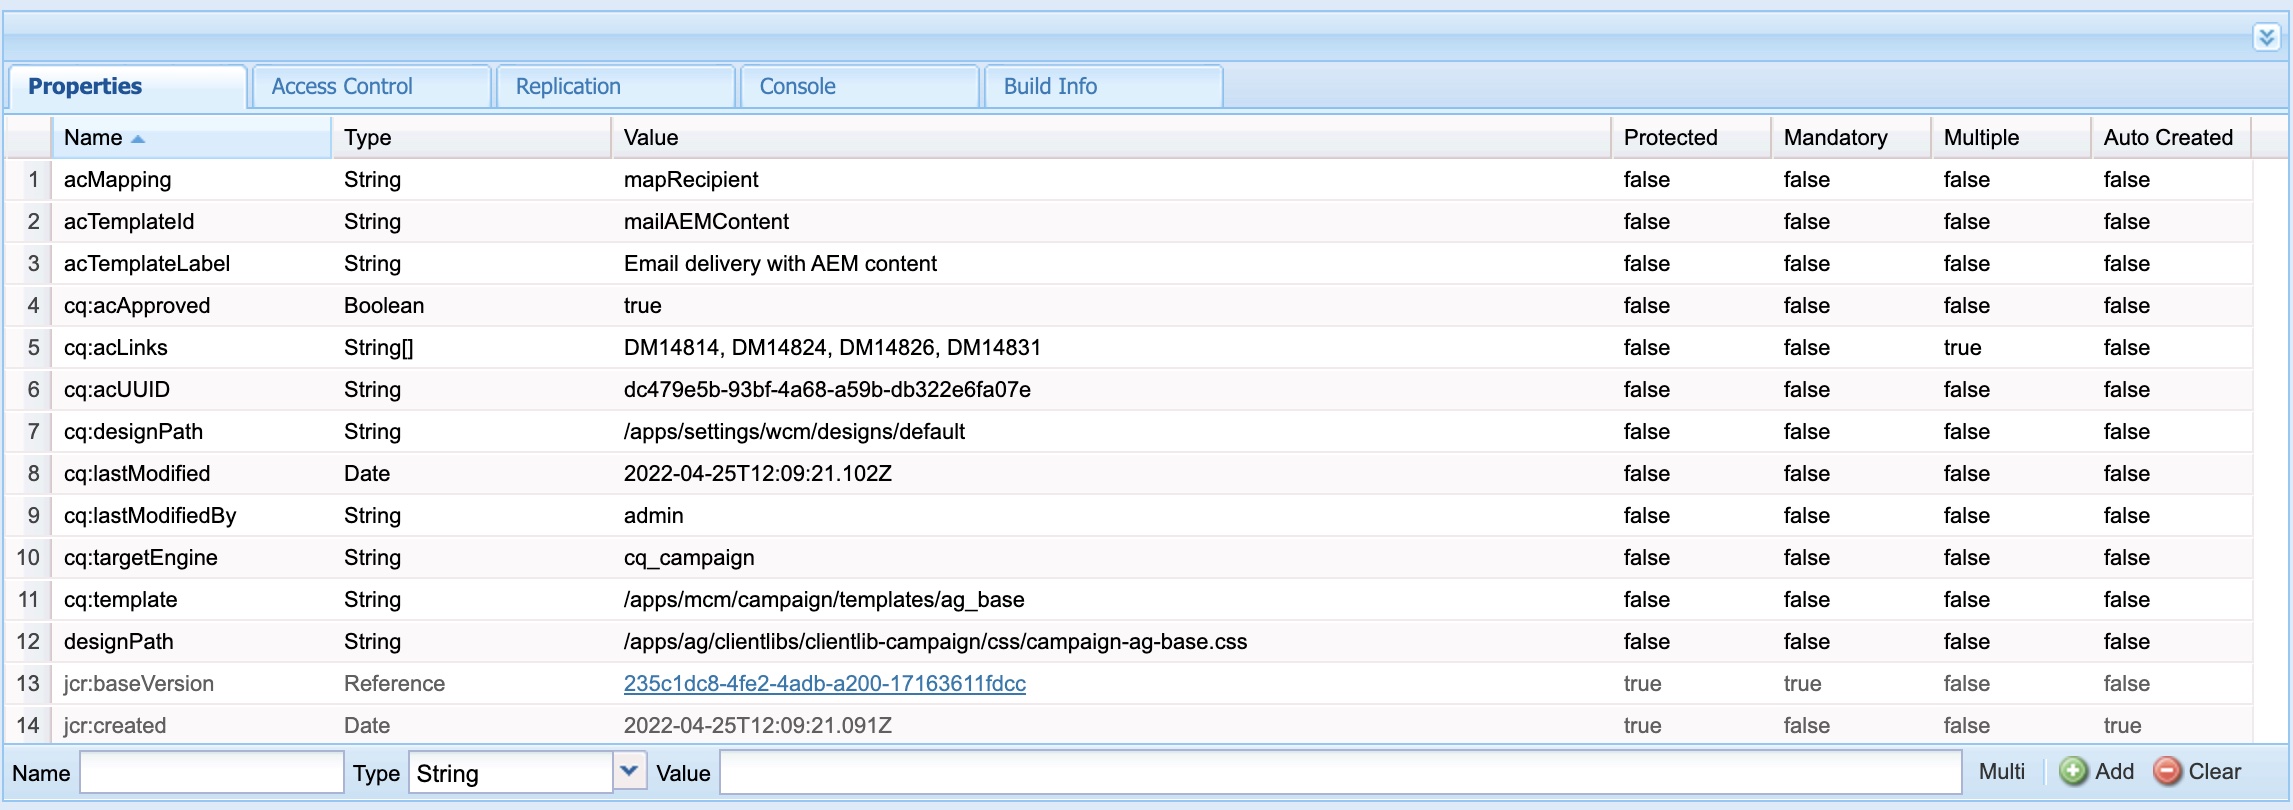 Properties Access Control Replication Console Build Info
Name Type Value Protected Mandatory Multiple Auto Created
1 acMapping String mapRecipient false false false false
2 acTemplateId String mailAEMContent false false false false
3 acTemplateLabel String Email delivery with AEM content false false false false
4 cq:acApproved Boolean true false false false false
5 cq:acLinks String[] DM14814, DM14824, DM14826, DM14831 false false true false
6 cq:acUUID String dc479e5b-93bf-4a68-a59b-db322e6fa07e false false false false
7 cq:designPath String /apps/settings/wcm/designs/default false false false false
8 cq:lastModified Date 2022-04-25T12:09:21.102Z false false false false
9 cq:lastModifiedBy String admin false false false false
10 cq:targetEngine String cq_campaign false false false false
11 cq:template String /apps/mcm/campaign/templates/ag_base false false false false
12 designPath String /apps/ag/clientlibs/clientlib-campaign/css/campaign-ag-base.css false false false false
13 jcr:baseVersion Reference 235c1dc8-4fe2-4adb-a200-17163611fdcc true true false false
14 jcr:created Date 2022-04-25T12:09:21.091Z true false false true
Name Type String Value Multi Add Clear